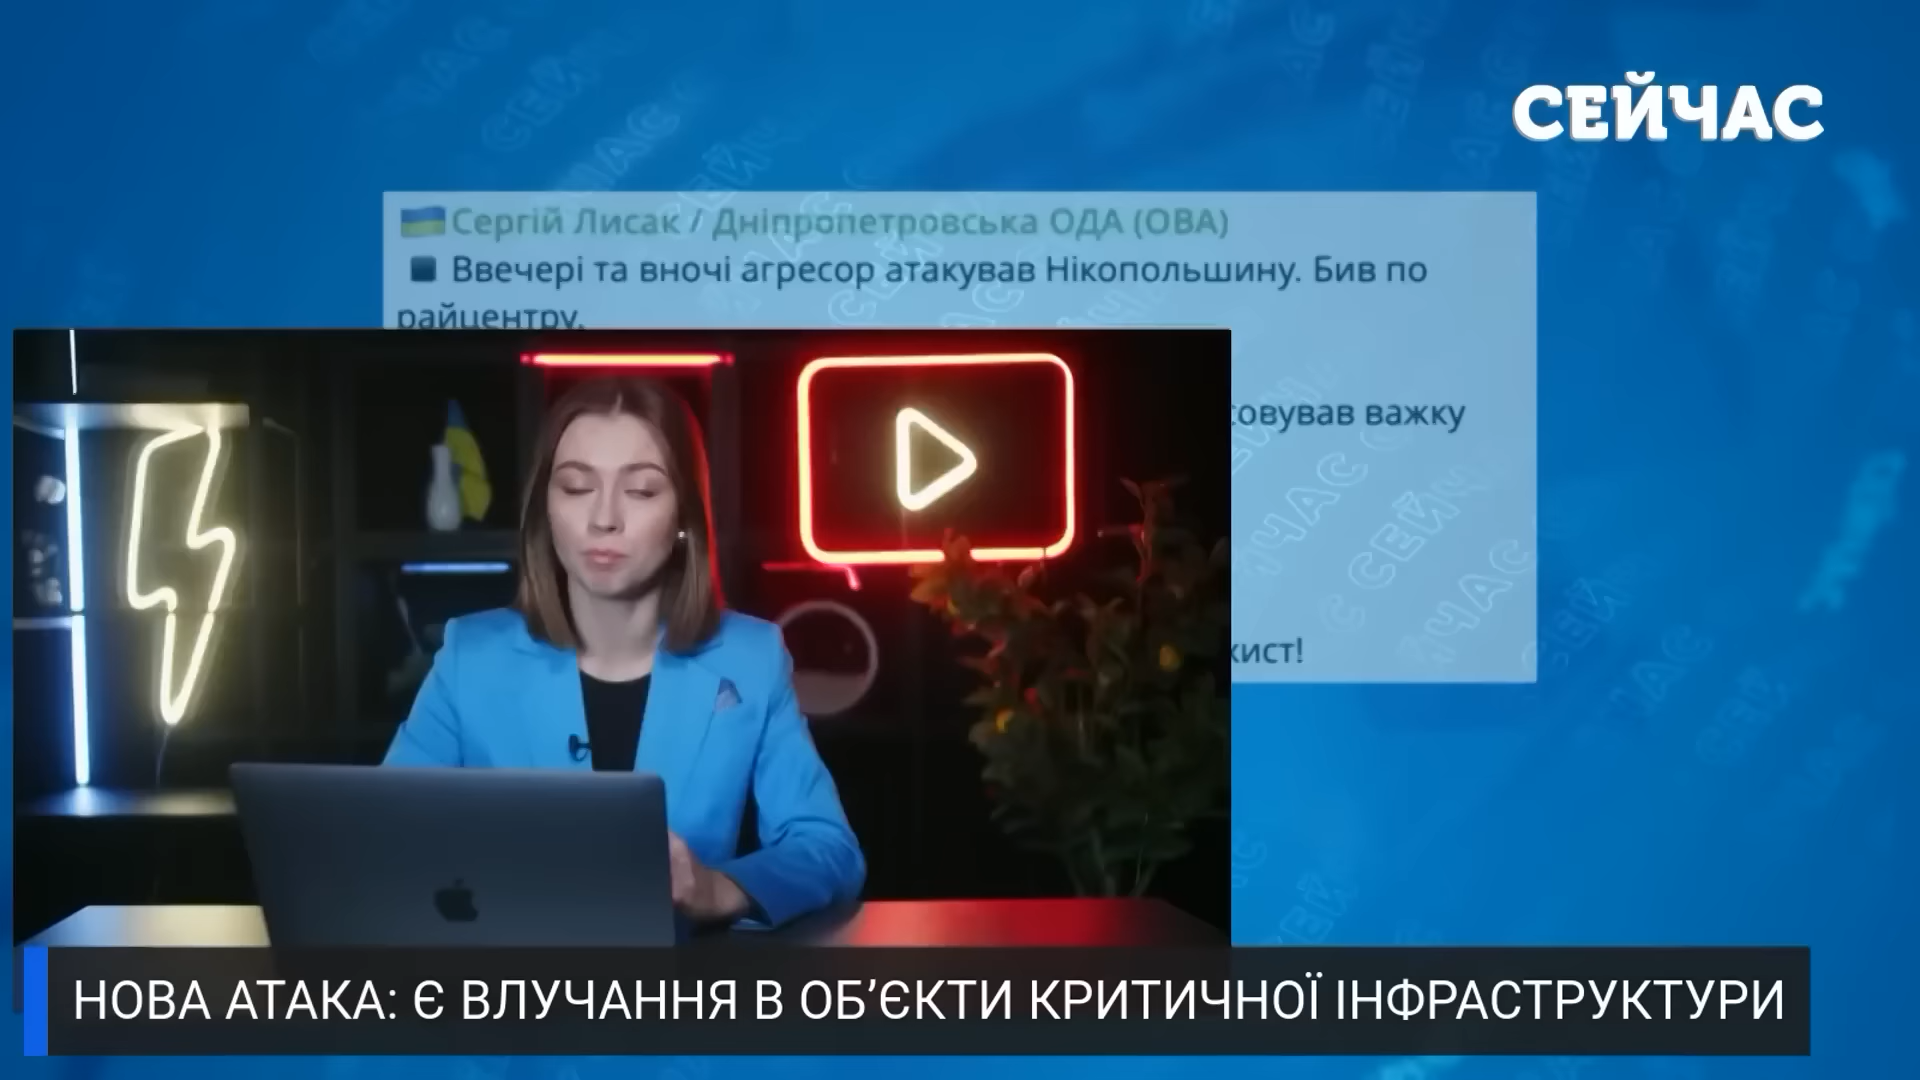 СЕЙЧАС
Сергій Лисак / Дніпропетровська ОДА (ОВА)
Ввечері та вночі агресор атакував Нікопольшину. Бив по
райцентру,
совував важку
хист!
НОВА АТАКА: Є ВЛУЧАННЯ В ОБ’ЄКТИ КРИТИЧНОЇ ІНФРАСТРУКТУРИ